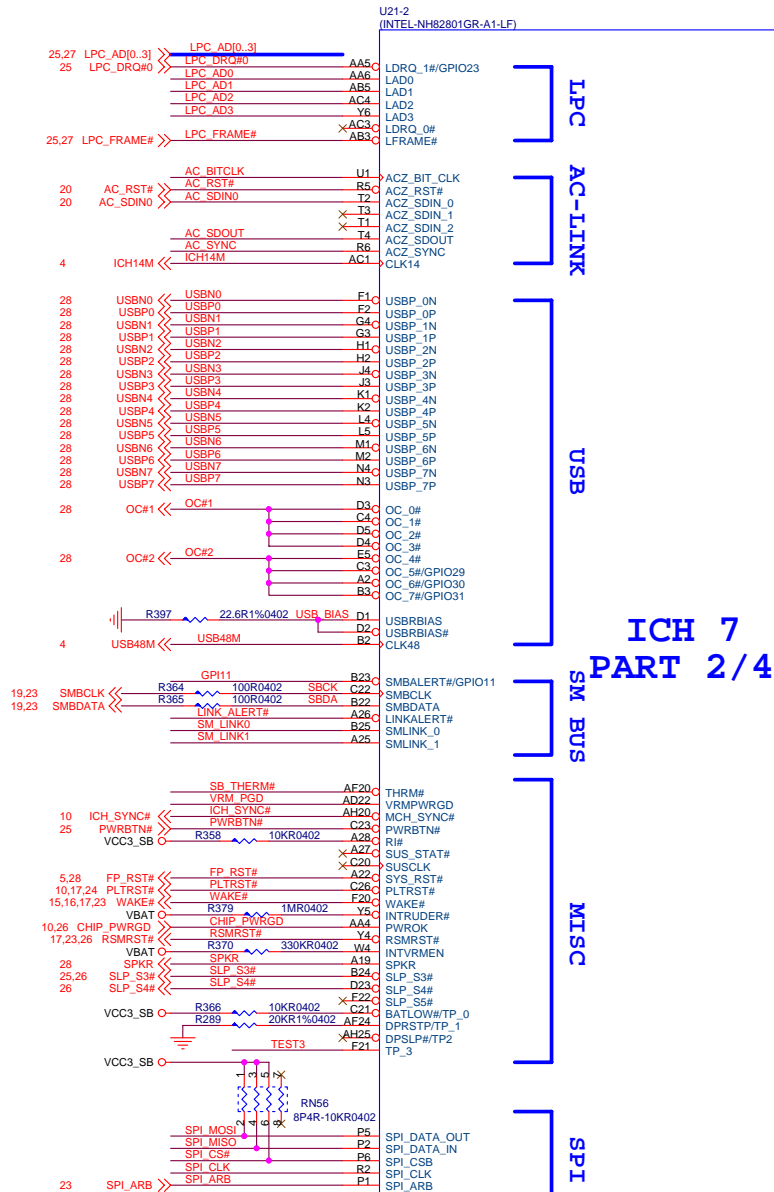 U21-2
(INTEL-NH82801GR-A1-LF)
25,27 LPC_AD[0..3] LPC_AD[0..3]
25 LPC_DRQ#0 LPC_DRQ#0 AA5 LDRQ_1#/GPIO23
LPC_AD0 AA6 LAD0
LPC_AD1 AB5 LAD1
LPC_AD2 AC4 LAD2
LPC_AD3 Y6 LAD3
AC3 LDRQ_0#
25,27 LPC_FRAME# LPC_FRAME# AB3 LFRAME#
LPC
AC_BITCLK U1 ACZ_BIT_CLK
20 AC_RST# AC_RST# R5 ACZ_RST#
20 AC_SDIN0 AC_SDIN0 T2 ACZ_SDIN_0
T3 ACZ_SDIN_1
T1 ACZ_SDIN_2
AC_SDOUT T4 ACZ_SDOUT
AC_SYNC R6 ACZ_SYNC
4 ICH14M ICH14M AC1 CLK14
AC-LINK
28 USBN0 USBN0 F1 USBP_0N
28 USBP0 USBP0 F2 USBP_0P
28 USBN1 USBN1 G4 USBP_1N
28 USBP1 USBP1 G3 USBP_1P
28 USBN2 USBN2 H1 USBP_2N
28 USBP2 USBP2 H2 USBP_2P
28 USBN3 USBN3 J4 USBP_3N
28 USBP3 USBP3 J3 USBP_3P
28 USBN4 USBN4 K1 USBP_4N
28 USBP4 USBP4 K2 USBP_4P
28 USBN5 USBN5 L4 USBP_5N
28 USBP5 USBP5 L5 USBP_5P
28 USBN6 USBN6 M1 USBP_6N
28 USBP6 USBP6 M2 USBP_6P
28 USBN7 USBN7 N4 USBP_7N
28 USBP7 USBP7 N3 USBP_7P
28 OC#1 OC#1 D3 OC_0#
C4 OC_1#
D5 OC_2#
D4 OC_3#
28 OC#2 OC#2 E5 OC_4#
C3 OC_5#/GPIO29
A2 OC_6#/GPIO30
B3 OC_7#/GPIO31
R397 22.6R1%0402 USB_BIAS D1 USBRBIAS
D2 USBRBIAS#
4 USB48M USB48M B2 CLK48
USB
ICH 7
PART 2/4
GPI11 B23 SMBALERT#/GPIO11
19,23 SMBCLK R364 100R0402 SBCK C22 SMBCLK
19,23 SMBDATA R365 100R0402 SBDA B22 SMBDATA
LINK_ALERT# A26 LINKALERT#
SM_LINK0 B25 SMLINK_0
SM_LINK1 A25 SMLINK_1
SM BUS
SB_THERM# AF20 THRM#
VRM_PGD AD22 VRMPWRGD
10 ICH_SYNC# ICH_SYNC# AH20 MCH_SYNC#
25 PWRBTN# PWRBTN# C23 PWRBTN#
VCC3_SB R358 10KR0402 A28 RI#
A27 SUS_STAT#
C20 SUSCLK
5,28 FP_RST# FP_RST# A22 SYS_RST#
10,17,24 PLTRST# PLTRST# C26 PLTRST#
15,16,17,23 WAKE# WAKE# F20 WAKE#
VBAT R379 1MR0402 Y5 INTRUDER#
10,26 CHIP_PWRGD CHIP_PWRGD AA4 PWROK
17,23,26 RSMRST# RSMRST# Y4 RSMRST#
VBAT R370 330KR0402 W4 INTVRMEN
28 SPKR SPKR A19 SPKR
25,26 SLP_S3# SLP_S3# B24 SLP_S3#
26 SLP_S4# SLP_S4# D23 SLP_S4#
F22 SLP_S5#
VCC3_SB R366 10KR0402 C21 BATLOW#/TP_0
R289 20KR1%0402 AF24 DPRSTP/TP_1
AH25 DPSLP#/TP2
TEST3 F21 TP_3
MISC
VCC3_SB
1 3 5 7
RN56
8P4R-10KR0402
2 4 6 8
SPI_MOSI P5 SPI_DATA_OUT
SPI_MISO P2 SPI_DATA_IN
SPI_CS# P6 SPI_CSB
SPI_CLK R2 SPI_CLK
23 SPI_ARB SPI_ARB P1 SPI_ARB
SPI